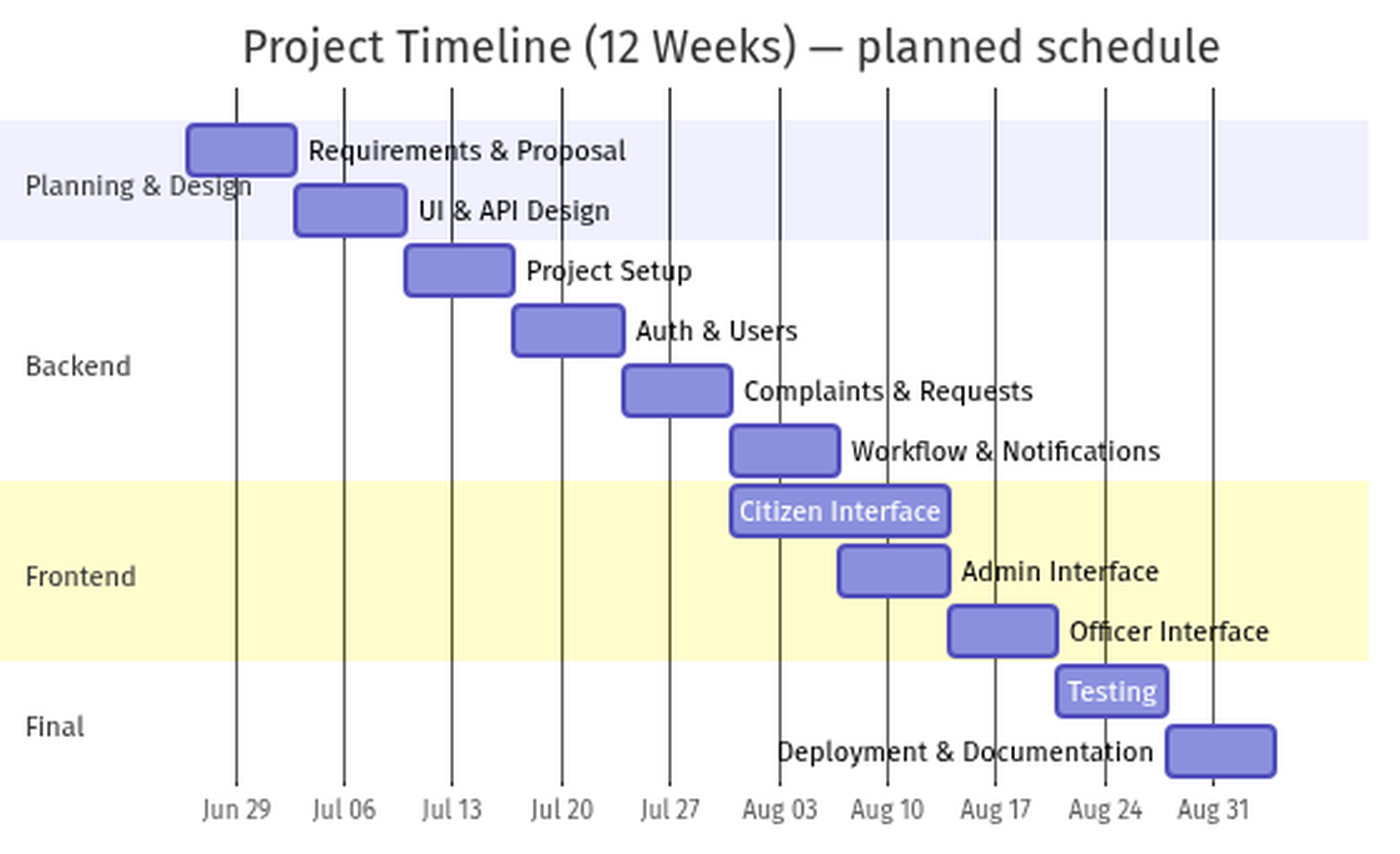 Project Timeline (12 Weeks) — planned schedule
Planning & Design
Requirements & Proposal
UI & API Design
Backend
Project Setup
Auth & Users
Complaints & Requests
Workflow & Notifications
Frontend
Citizen Interface
Admin Interface
Officer Interface
Final
Testing
Deployment & Documentation
Jun 29 Jul 06 Jul 13 Jul 20 Jul 27 Aug 03 Aug 10 Aug 17 Aug 24 Aug 31